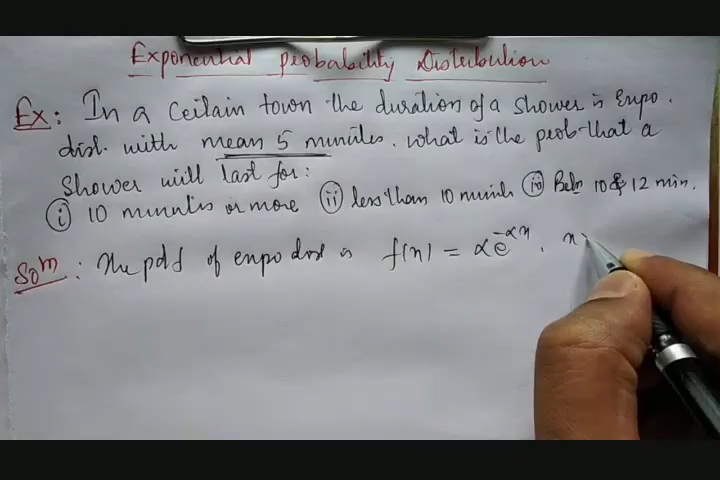 Exponential probability Distribution
Ex: In a Certain town the duration of a shower is Expo.
dist. with mean 5 minutes. what is the prob that a
shower will last for:
(i) 10 minutes or more (ii) less than 10 minute (iii) Betn 10 & 12 min.
Soln: The pdf of expo dist is f(x) = αe^-αx, x>